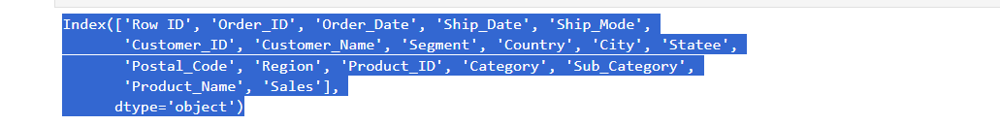 Index(['Row ID', 'Order_ID', 'Order_Date', 'Ship_Date', 'Ship_Mode',
'Customer_ID', 'Customer_Name', 'Segment', 'Country', 'City', 'Statee',
'Postal_Code', 'Region', 'Product_ID', 'Category', 'Sub_Category',
'Product_Name', 'Sales'],
dtype='object')